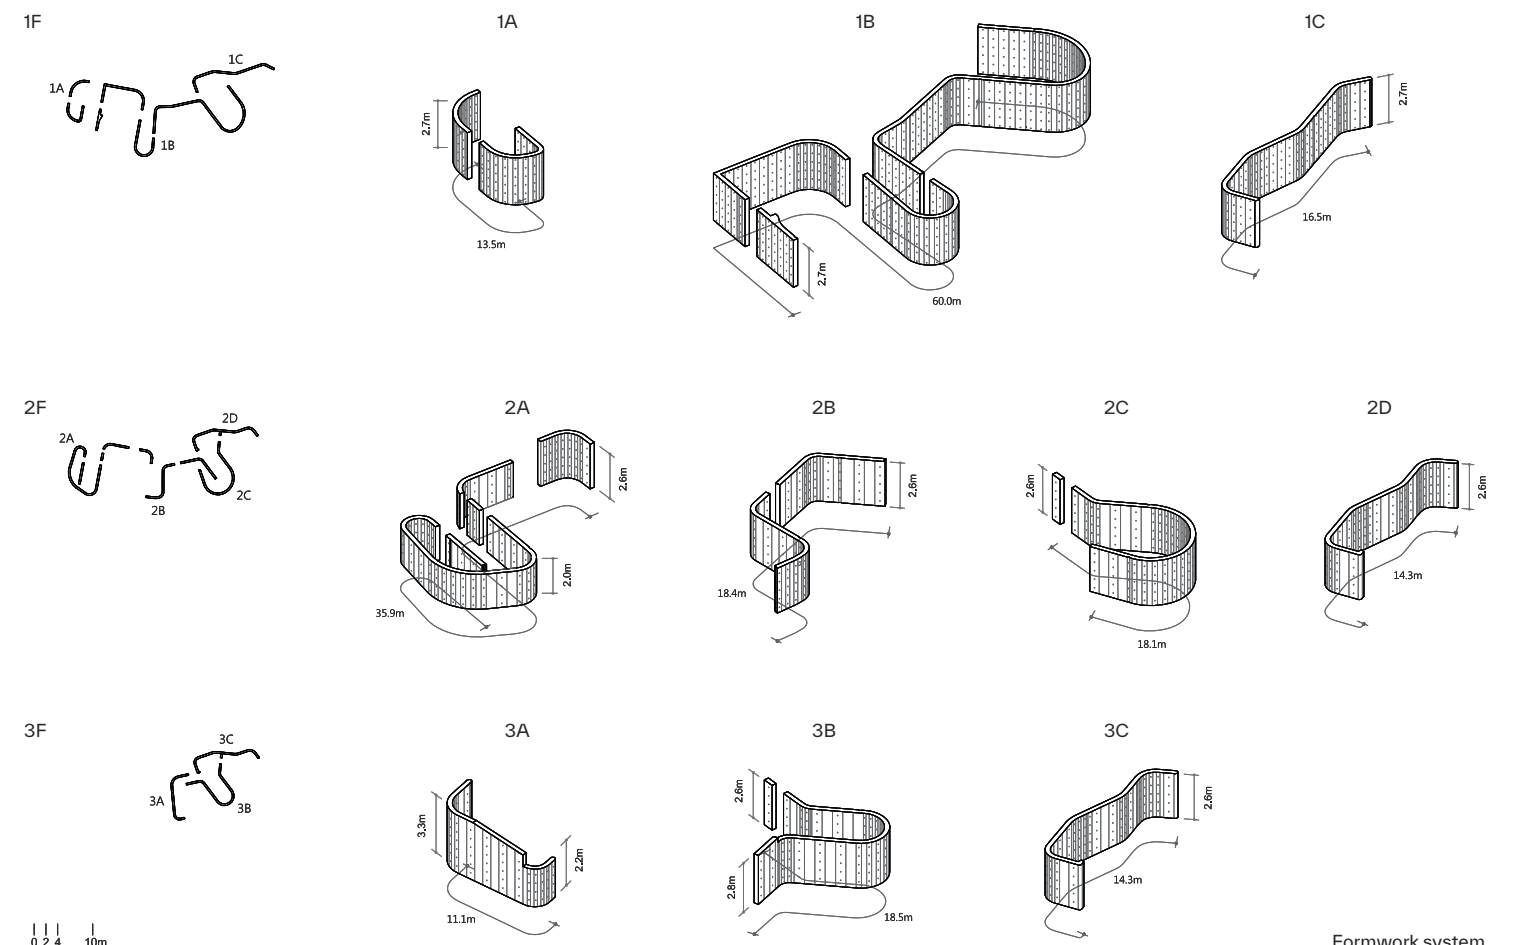 1F
1A
1B
1C
1A
1B
1C
2.7m
13.5m
2.7m
60.0m
2.7m
16.5m
2F
2A
2B
2C
2D
2A
2B
2C
2D
2.6m
2.0m
35.9m
2.6m
18.4m
2.6m
18.1m
2.6m
14.3m
3F
3A
3B
3C
3A
3B
3C
3.3m
2.2m
11.1m
2.6m
2.8m
18.5m
2.6m
14.3m
0 2 4 10m
Formwork system